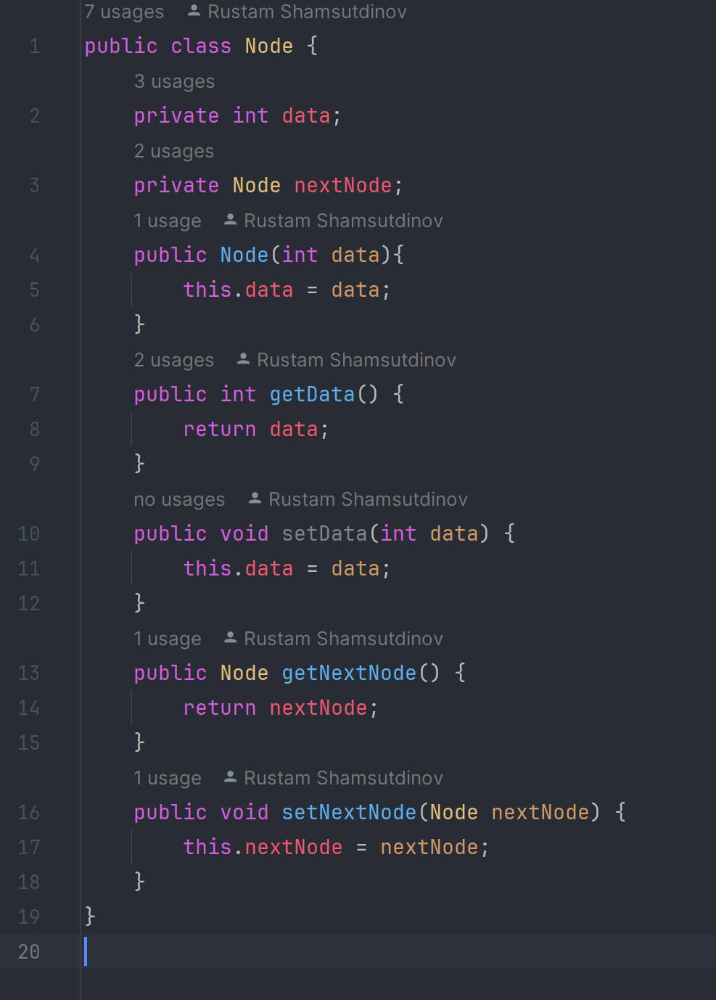 7 usages Rustam Shamsutdinov
1 public class Node {
3 usages
2 private int data;
2 usages
3 private Node nextNode;
1 usage Rustam Shamsutdinov
4 public Node(int data){
5 this.data = data;
6 }
2 usages Rustam Shamsutdinov
7 public int getData() {
8 return data;
9 }
no usages Rustam Shamsutdinov
10 public void setData(int data) {
11 this.data = data;
12 }
1 usage Rustam Shamsutdinov
13 public Node getNextNode() {
14 return nextNode;
15 }
1 usage Rustam Shamsutdinov
16 public void setNextNode(Node nextNode) {
17 this.nextNode = nextNode;
18 }
19 }
20